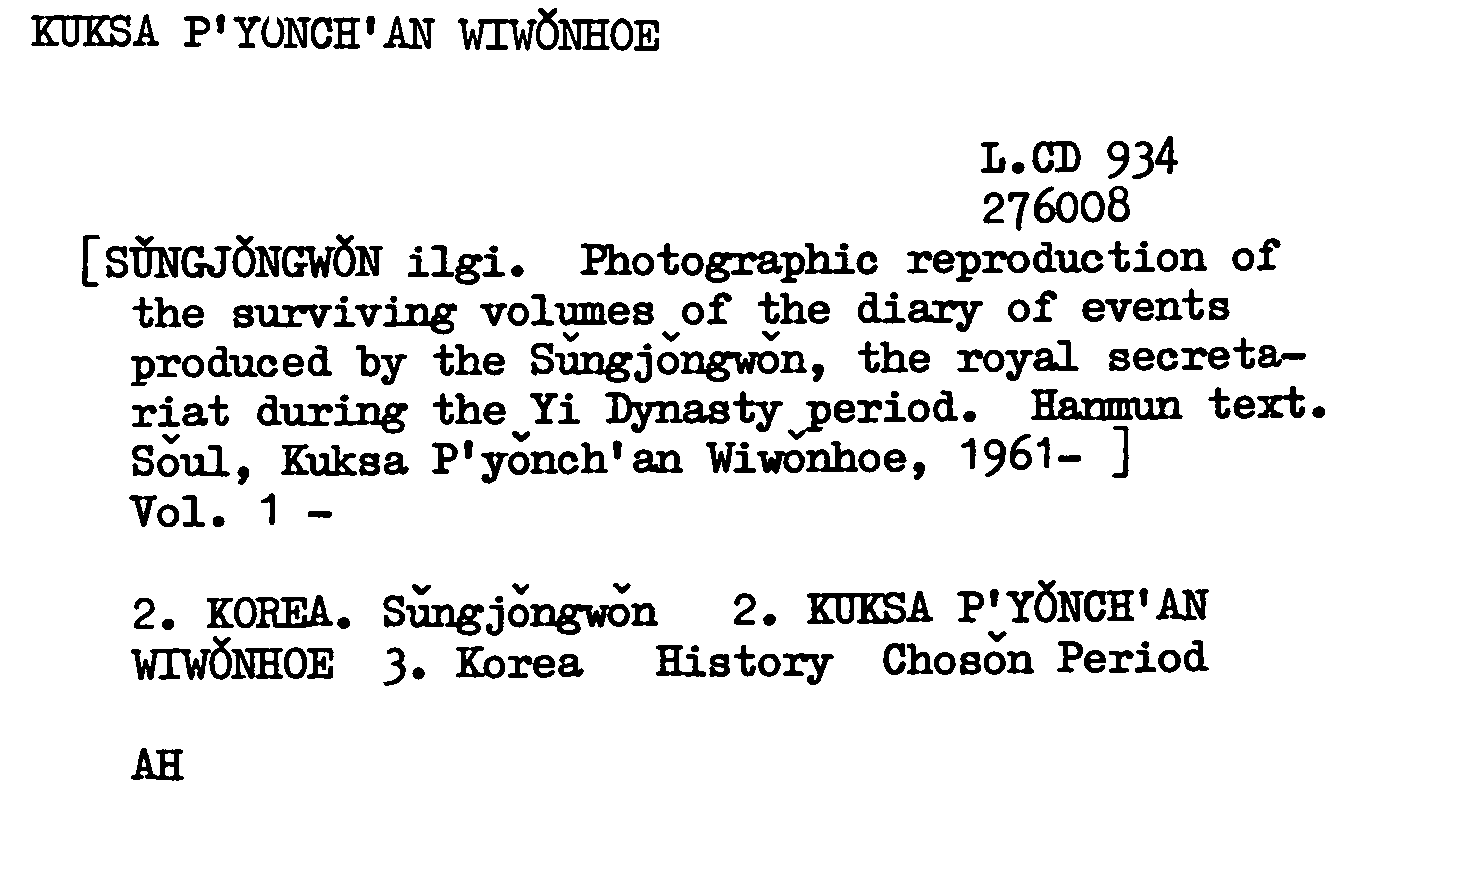 KUKSA P'YONCH'AN WIWŎNHOE
L.CD 934
276008
[SŬNGJŎNGWŎN ilgi. Photographic reproduction of
the surviving volumes of the diary of events
produced by the Sŭngjŏngwŏn, the royal secreta-
riat during the Yi Dynasty period. Hanmun text.
Sŏul, Kuksa P'yŏnch'an Wiwŏnhoe, 1961- ]
Vol. 1 -
2. KOREA. Sŭngjŏngwŏn 2. KUKSA P'YŎNCH'AN
WIWŎNHOE 3. Korea History Chosŏn Period
AH